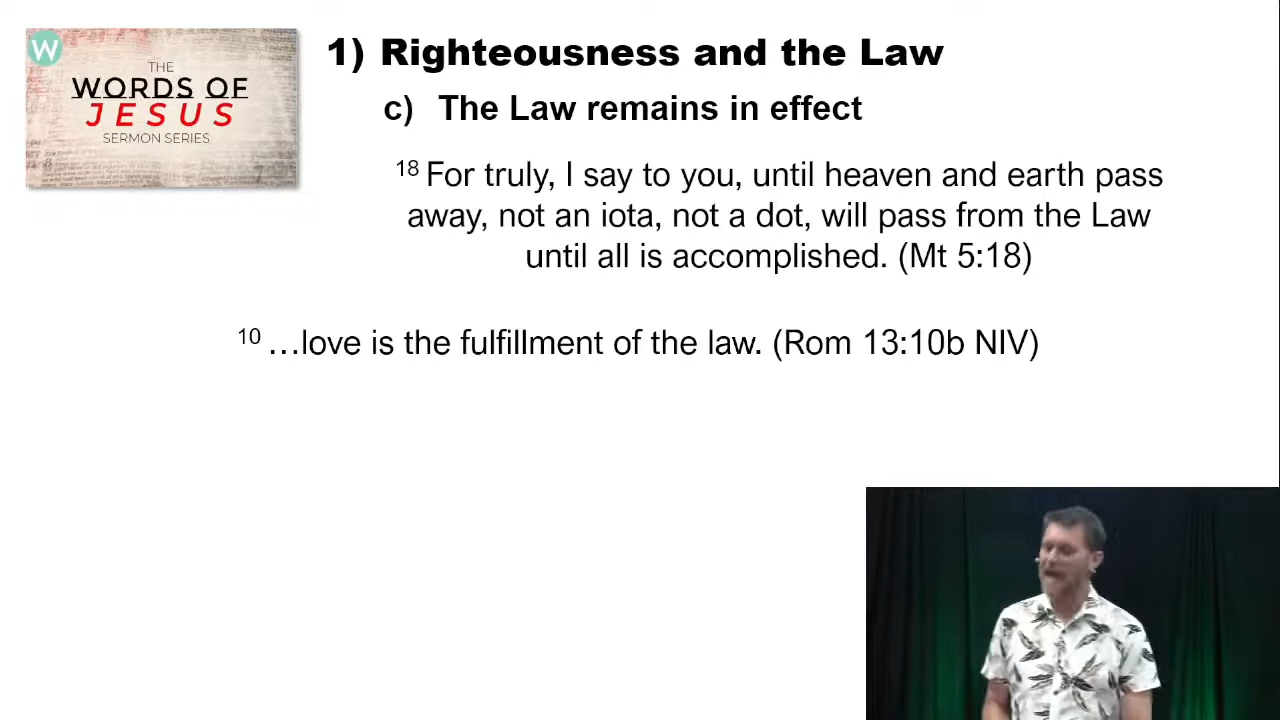 W
THE
WORDS OF
JESUS
SERMON SERIES
1) Righteousness and the Law
c) The Law remains in effect
18 For truly, I say to you, until heaven and earth pass
away, not an iota, not a dot, will pass from the Law
until all is accomplished. (Mt 5:18)
10 …love is the fulfillment of the law. (Rom 13:10b NIV)